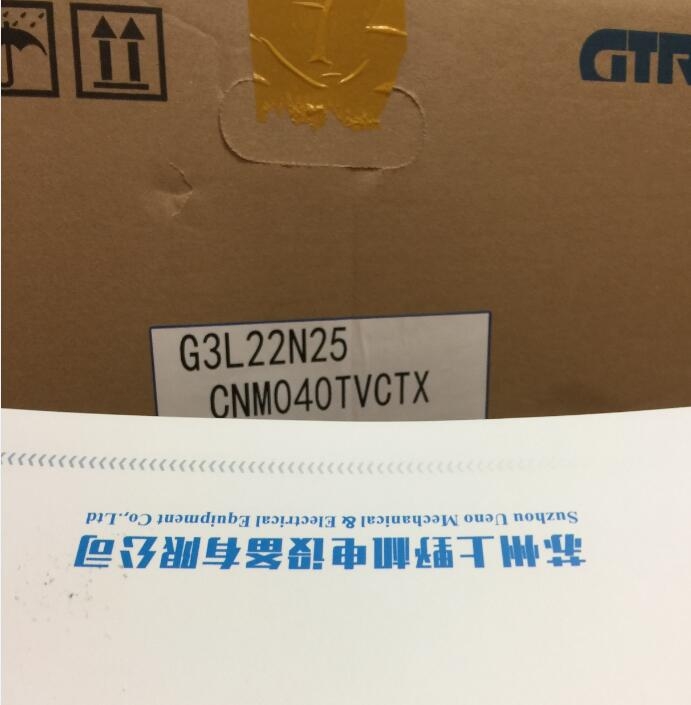 GTR
G3L22N25
CNM040TVCTX
苏州上野机电设备有限公司
Suzhou Ueno Mechanical & Electrical Equipment Co.,Ltd